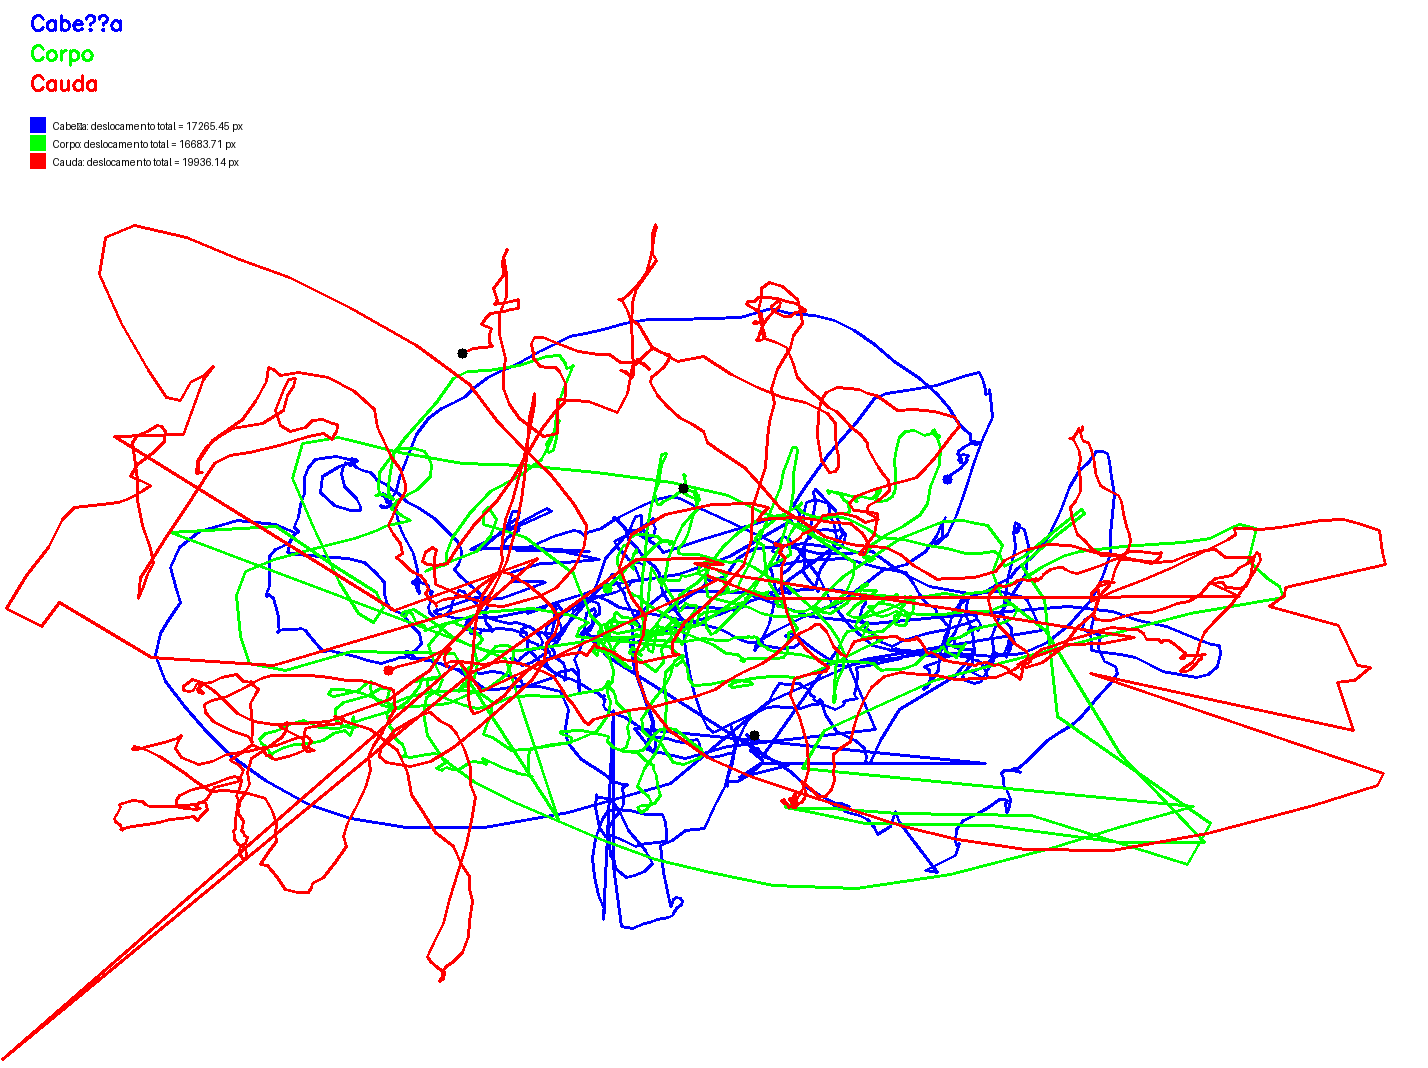 Cabe??a
Corpo
Cauda
Cabe□a: deslocamento total = 17265.45 px
Corpo: deslocamento total = 16683.71 px
Cauda: deslocamento total = 19936.14 px